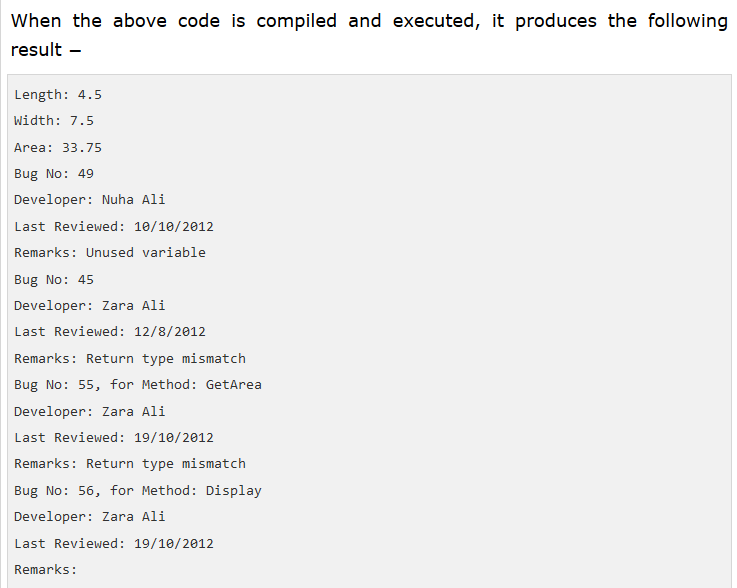 When the above code is compiled and executed, it produces the following
result −
Length: 4.5
Width: 7.5
Area: 33.75
Bug No: 49
Developer: Nuha Ali
Last Reviewed: 10/10/2012
Remarks: Unused variable
Bug No: 45
Developer: Zara Ali
Last Reviewed: 12/8/2012
Remarks: Return type mismatch
Bug No: 55, for Method: GetArea
Developer: Zara Ali
Last Reviewed: 19/10/2012
Remarks: Return type mismatch
Bug No: 56, for Method: Display
Developer: Zara Ali
Last Reviewed: 19/10/2012
Remarks: